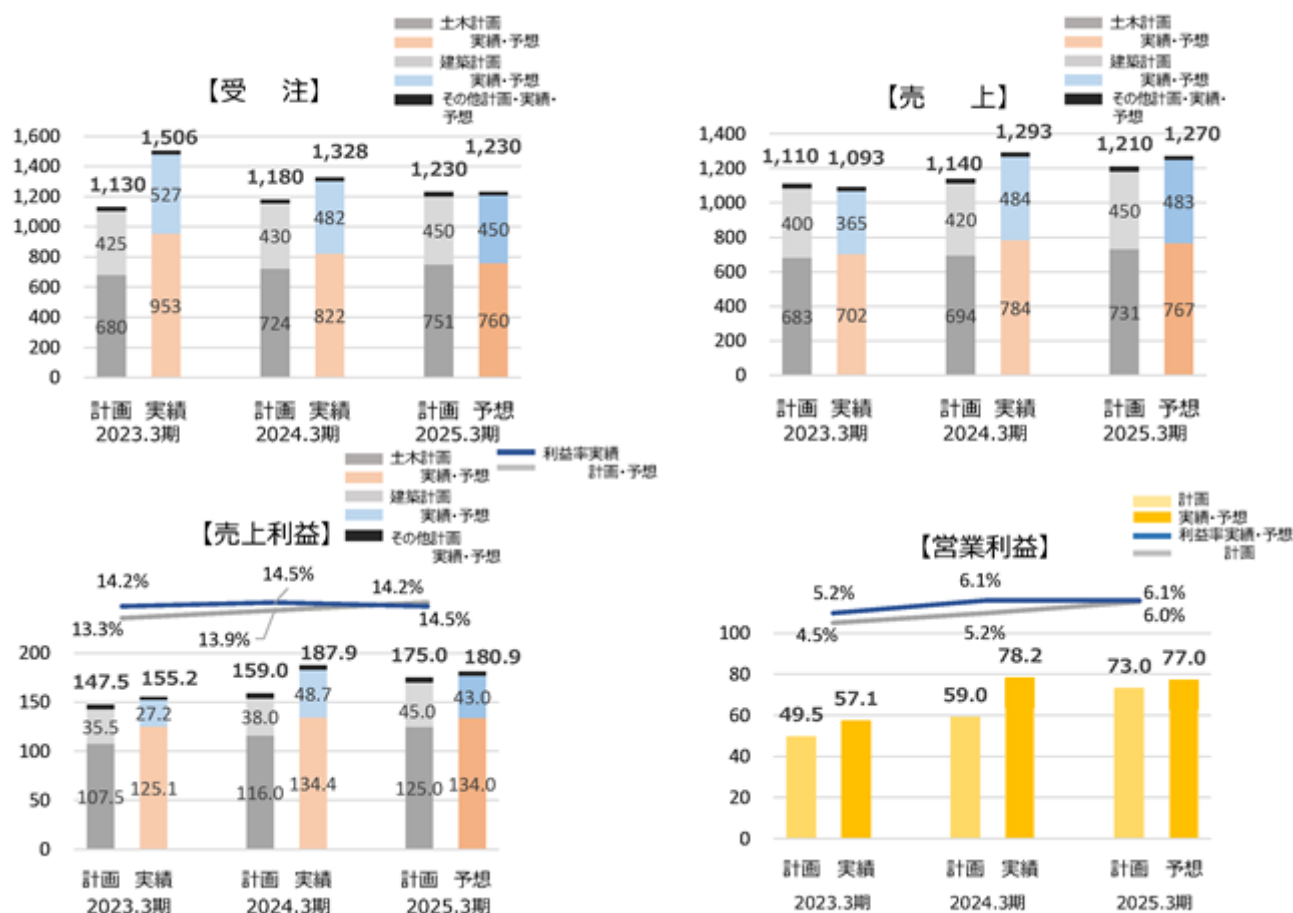 土木計画
実績・予想
建築計画
実績・予想
その他計画・実績・
予想
【受　注】
1,600
1,400
1,200
1,000
800
600
400
200
0
1,130
1,506
1,180
1,328
1,230
1,230
425
527
430
482
450
450
680
953
724
822
751
760
計画 実績 計画 実績 計画 予想
2023.3期 2024.3期 2025.3期
土木計画
実績・予想
建築計画
実績・予想
その他計画・実績・
予想
【売　上】
1,400
1,200
1,000
800
600
400
200
0
1,110
1,093
1,140
1,293
1,210
1,270
400
365
420
484
450
483
683
702
694
784
731
767
計画 実績 計画 実績 計画 予想
2023.3期 2024.3期 2025.3期
土木計画
実績・予想
建築計画
実績・予想
その他計画
実績・予想
利益率実績
計画・予想
【売上利益】
14.2%
14.5%
14.2%
13.3%
13.9%
14.5%
200
150
100
50
0
147.5
155.2
159.0
187.9
175.0
180.9
35.5
27.2
38.0
48.7
45.0
43.0
107.5
125.1
116.0
134.4
125.0
134.0
計画 実績 計画 実績 計画 予想
2023.3期 2024.3期 2025.3期
計画
実績・予想
利益率実績・予想
計画
【営業利益】
5.2%
6.1%
6.1%
4.5%
5.2%
6.0%
100
80
60
40
20
0
49.5
57.1
59.0
78.2
73.0
77.0
計画 実績 計画 実績 計画 予想
2023.3期 2024.3期 2025.3期